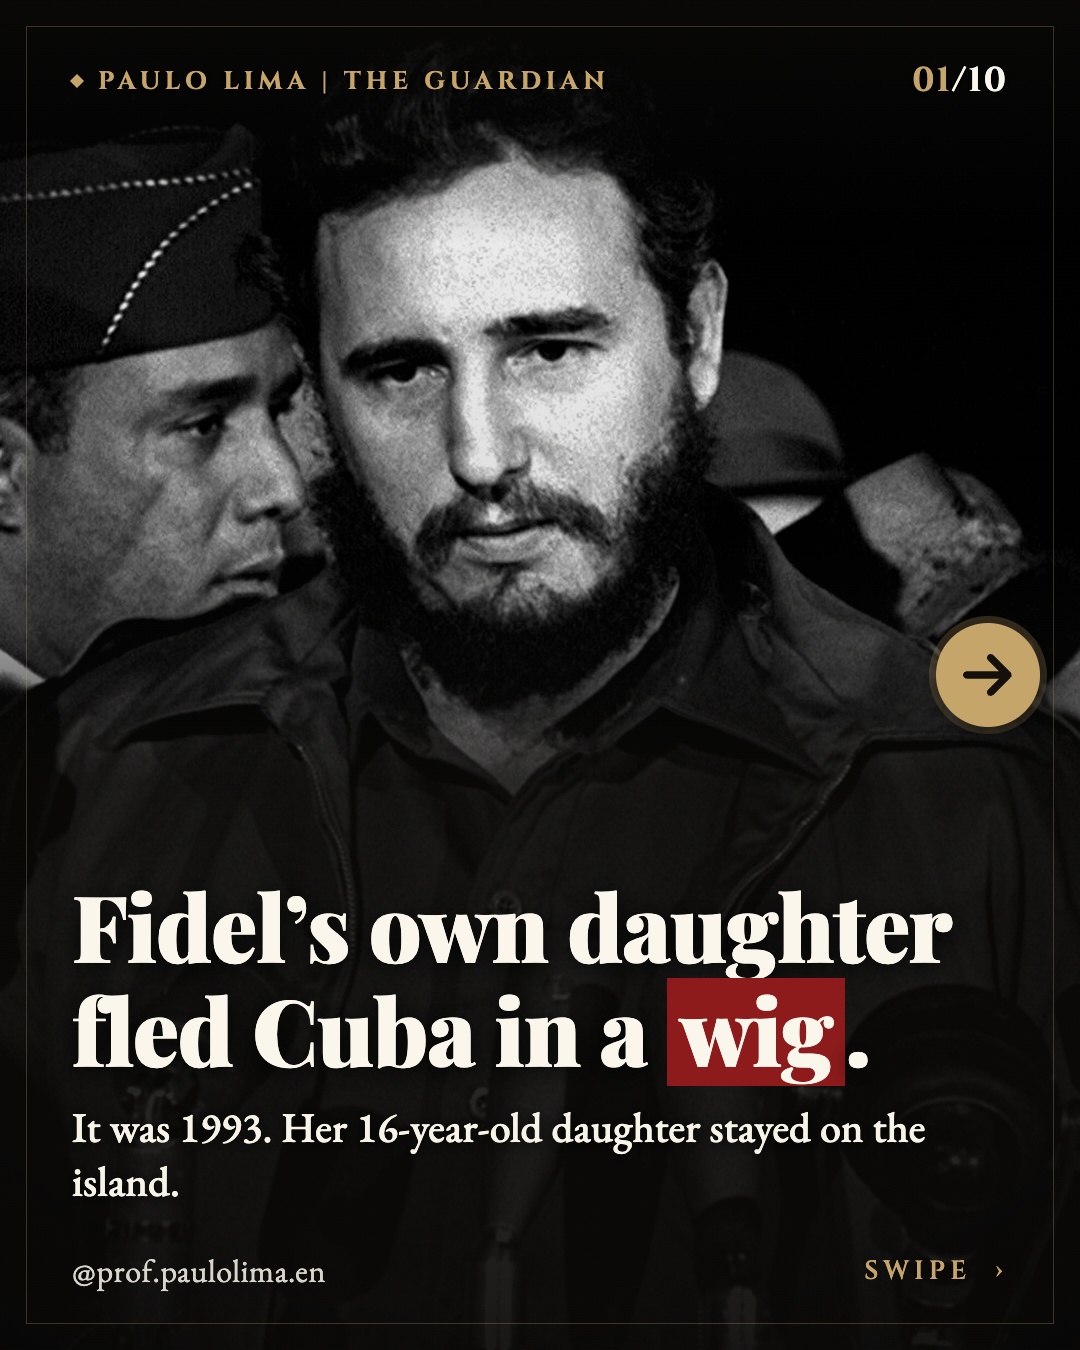 ◆ PAULO LIMA | THE GUARDIAN
01/10
Fidel’s own daughter
fled Cuba in a wig.
It was 1993. Her 16-year-old daughter stayed on the
island.
@prof.paulolima.en
SWIPE ›